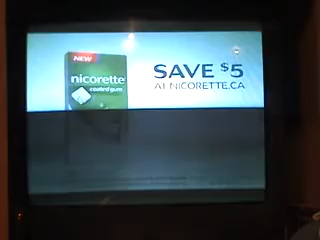 NEW
nicorette
coated gum
SAVE $5
AT NICORETTE.CA